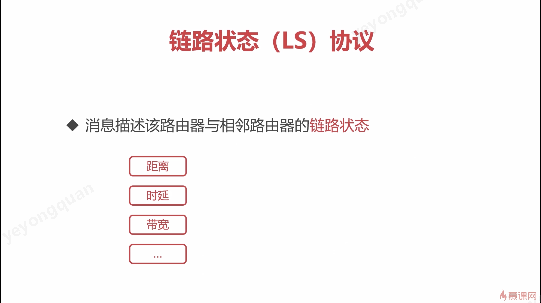 yeyongquan
链路状态（LS）协议
◆ 消息描述该路由器与相邻路由器的链路状态
距离
时延
带宽
...
yeyongquan
慕课网